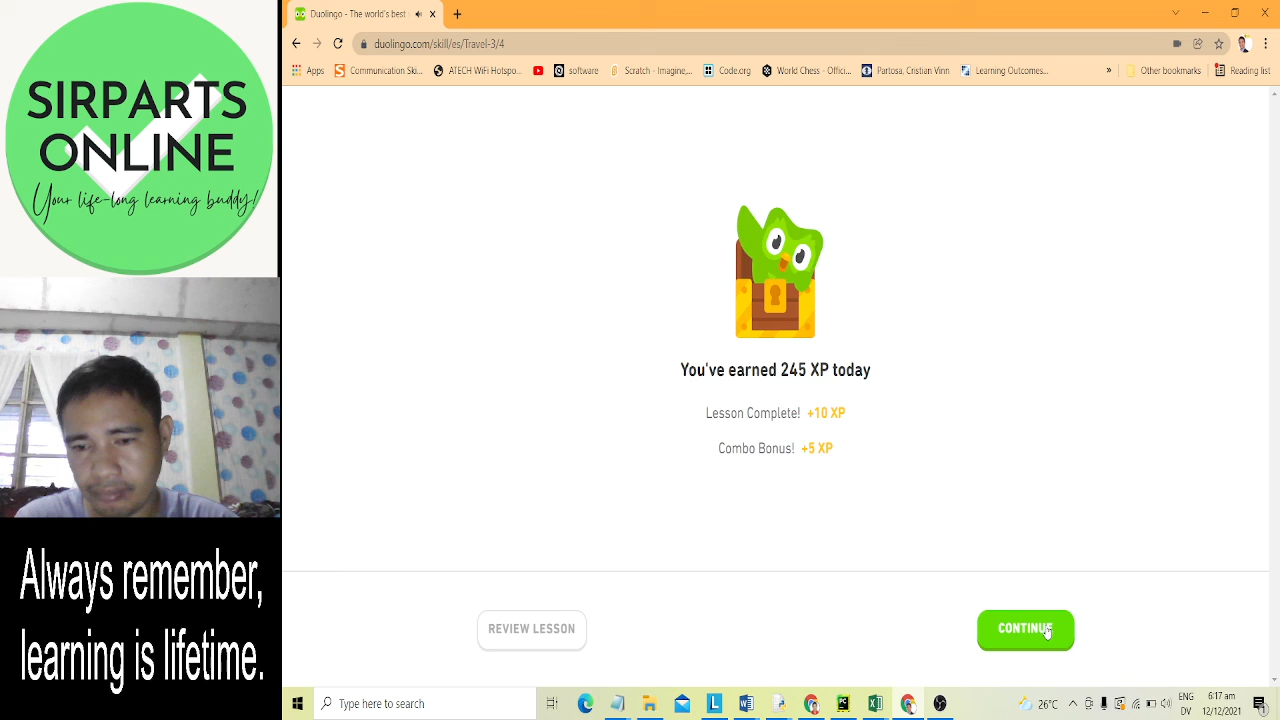 SIRPARTS
ONLINE
Your life-long learning buddy!
Always remember,
learning is lifetime.
Duolingo - The world's best
duolingo.com/skill/es/Travel-3/4
Apps
Communication Ski...
ATECH WiFi Hotspo...
software
Scratch - Imagine,...
Code.org
World Chess - Offici...
Partosa, Cristian Vinn
Learning Outcomes...
»
Other bookmarks
Reading list
You've earned 245 XP today
Lesson Complete! +10 XP
Combo Bonus! +5 XP
REVIEW LESSON
CONTINUE
Type here to search
26°C
ENG
DV
6:17 am
12/12/2021